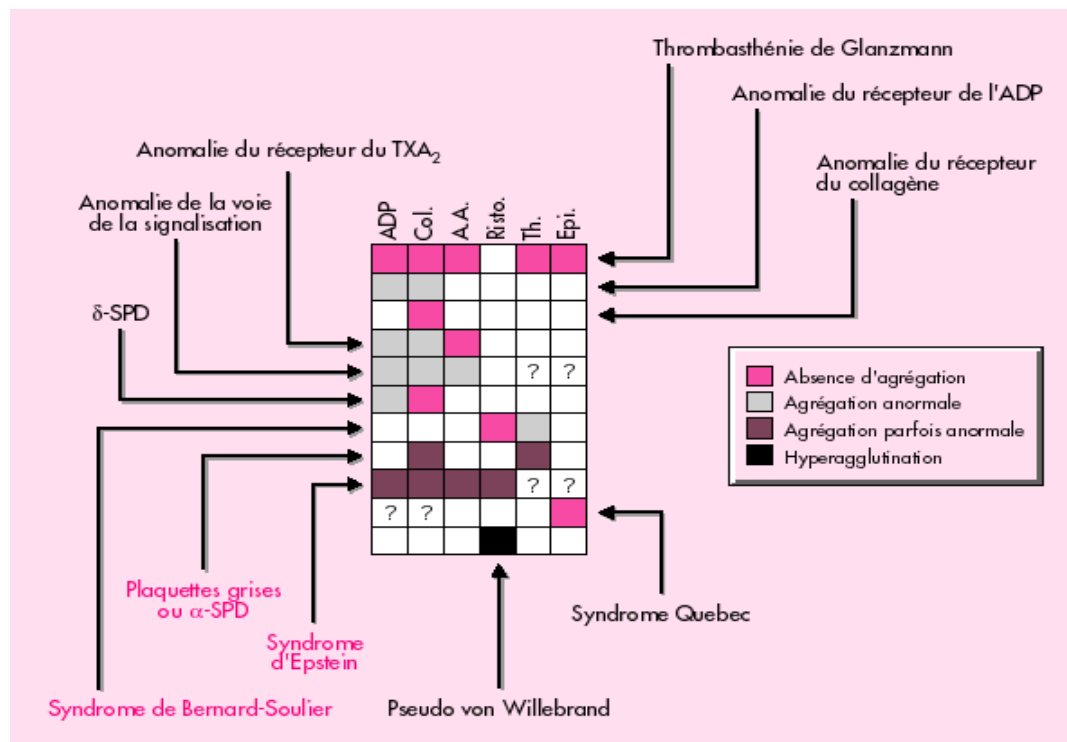 Thrombasthénie de Glanzmann
Anomalie du récepteur de l'ADP
Anomalie du récepteur du TXA2
Anomalie du récepteur
du collagène
Anomalie de la voie
de la signalisation
ADP
Col.
A.A.
Risto.
Th.
Epi.
δ-SPD
? ?
Absence d'agrégation
Agrégation anormale
Agrégation parfois anormale
Hyperagglutination
? ?
? ?
Plaquettes grises
ou α-SPD
Syndrome Quebec
Syndrome
d'Epstein
Syndrome de Bernard-Soulier
Pseudo von Willebrand